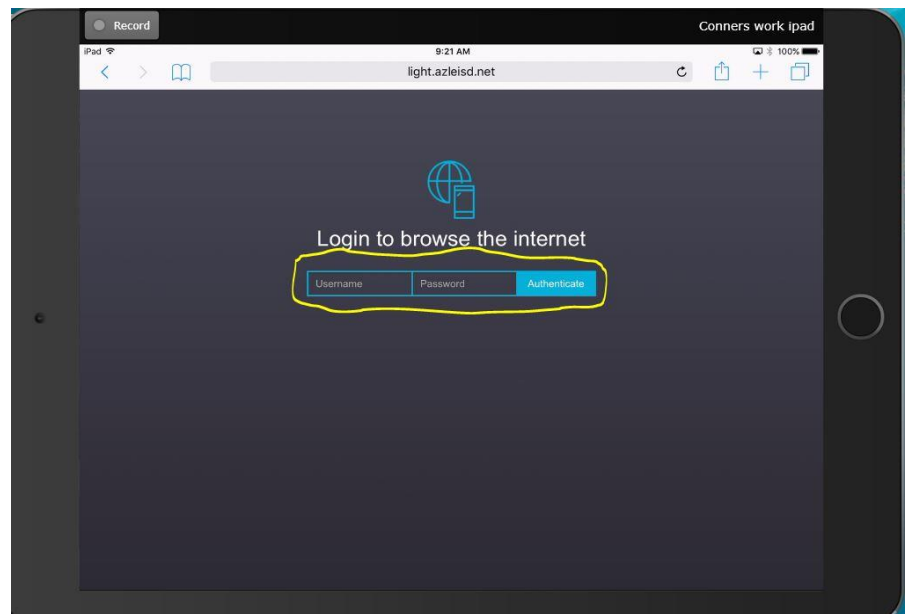 Record
Conners work ipad
iPad 9:21 AM 100%
light.azleisd.net
Login to browse the internet
Username Password Authenticate